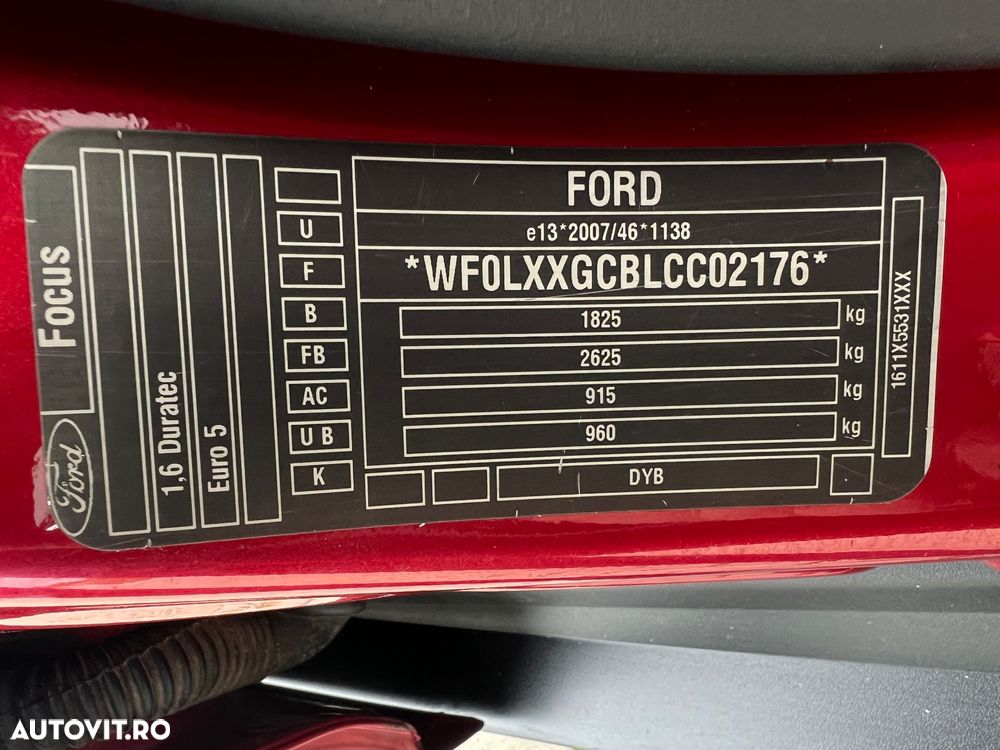 FORD
e13*2007/46*1138
*WF0LXXGCBLCC02176*
1825 kg
2625 kg
915 kg
960 kg
DYB
U
F
B
FB
AC
UB
K
Focus
1,6 Duratec
Euro 5
Ford
1611X5531XXX
AUTOVIT.RO